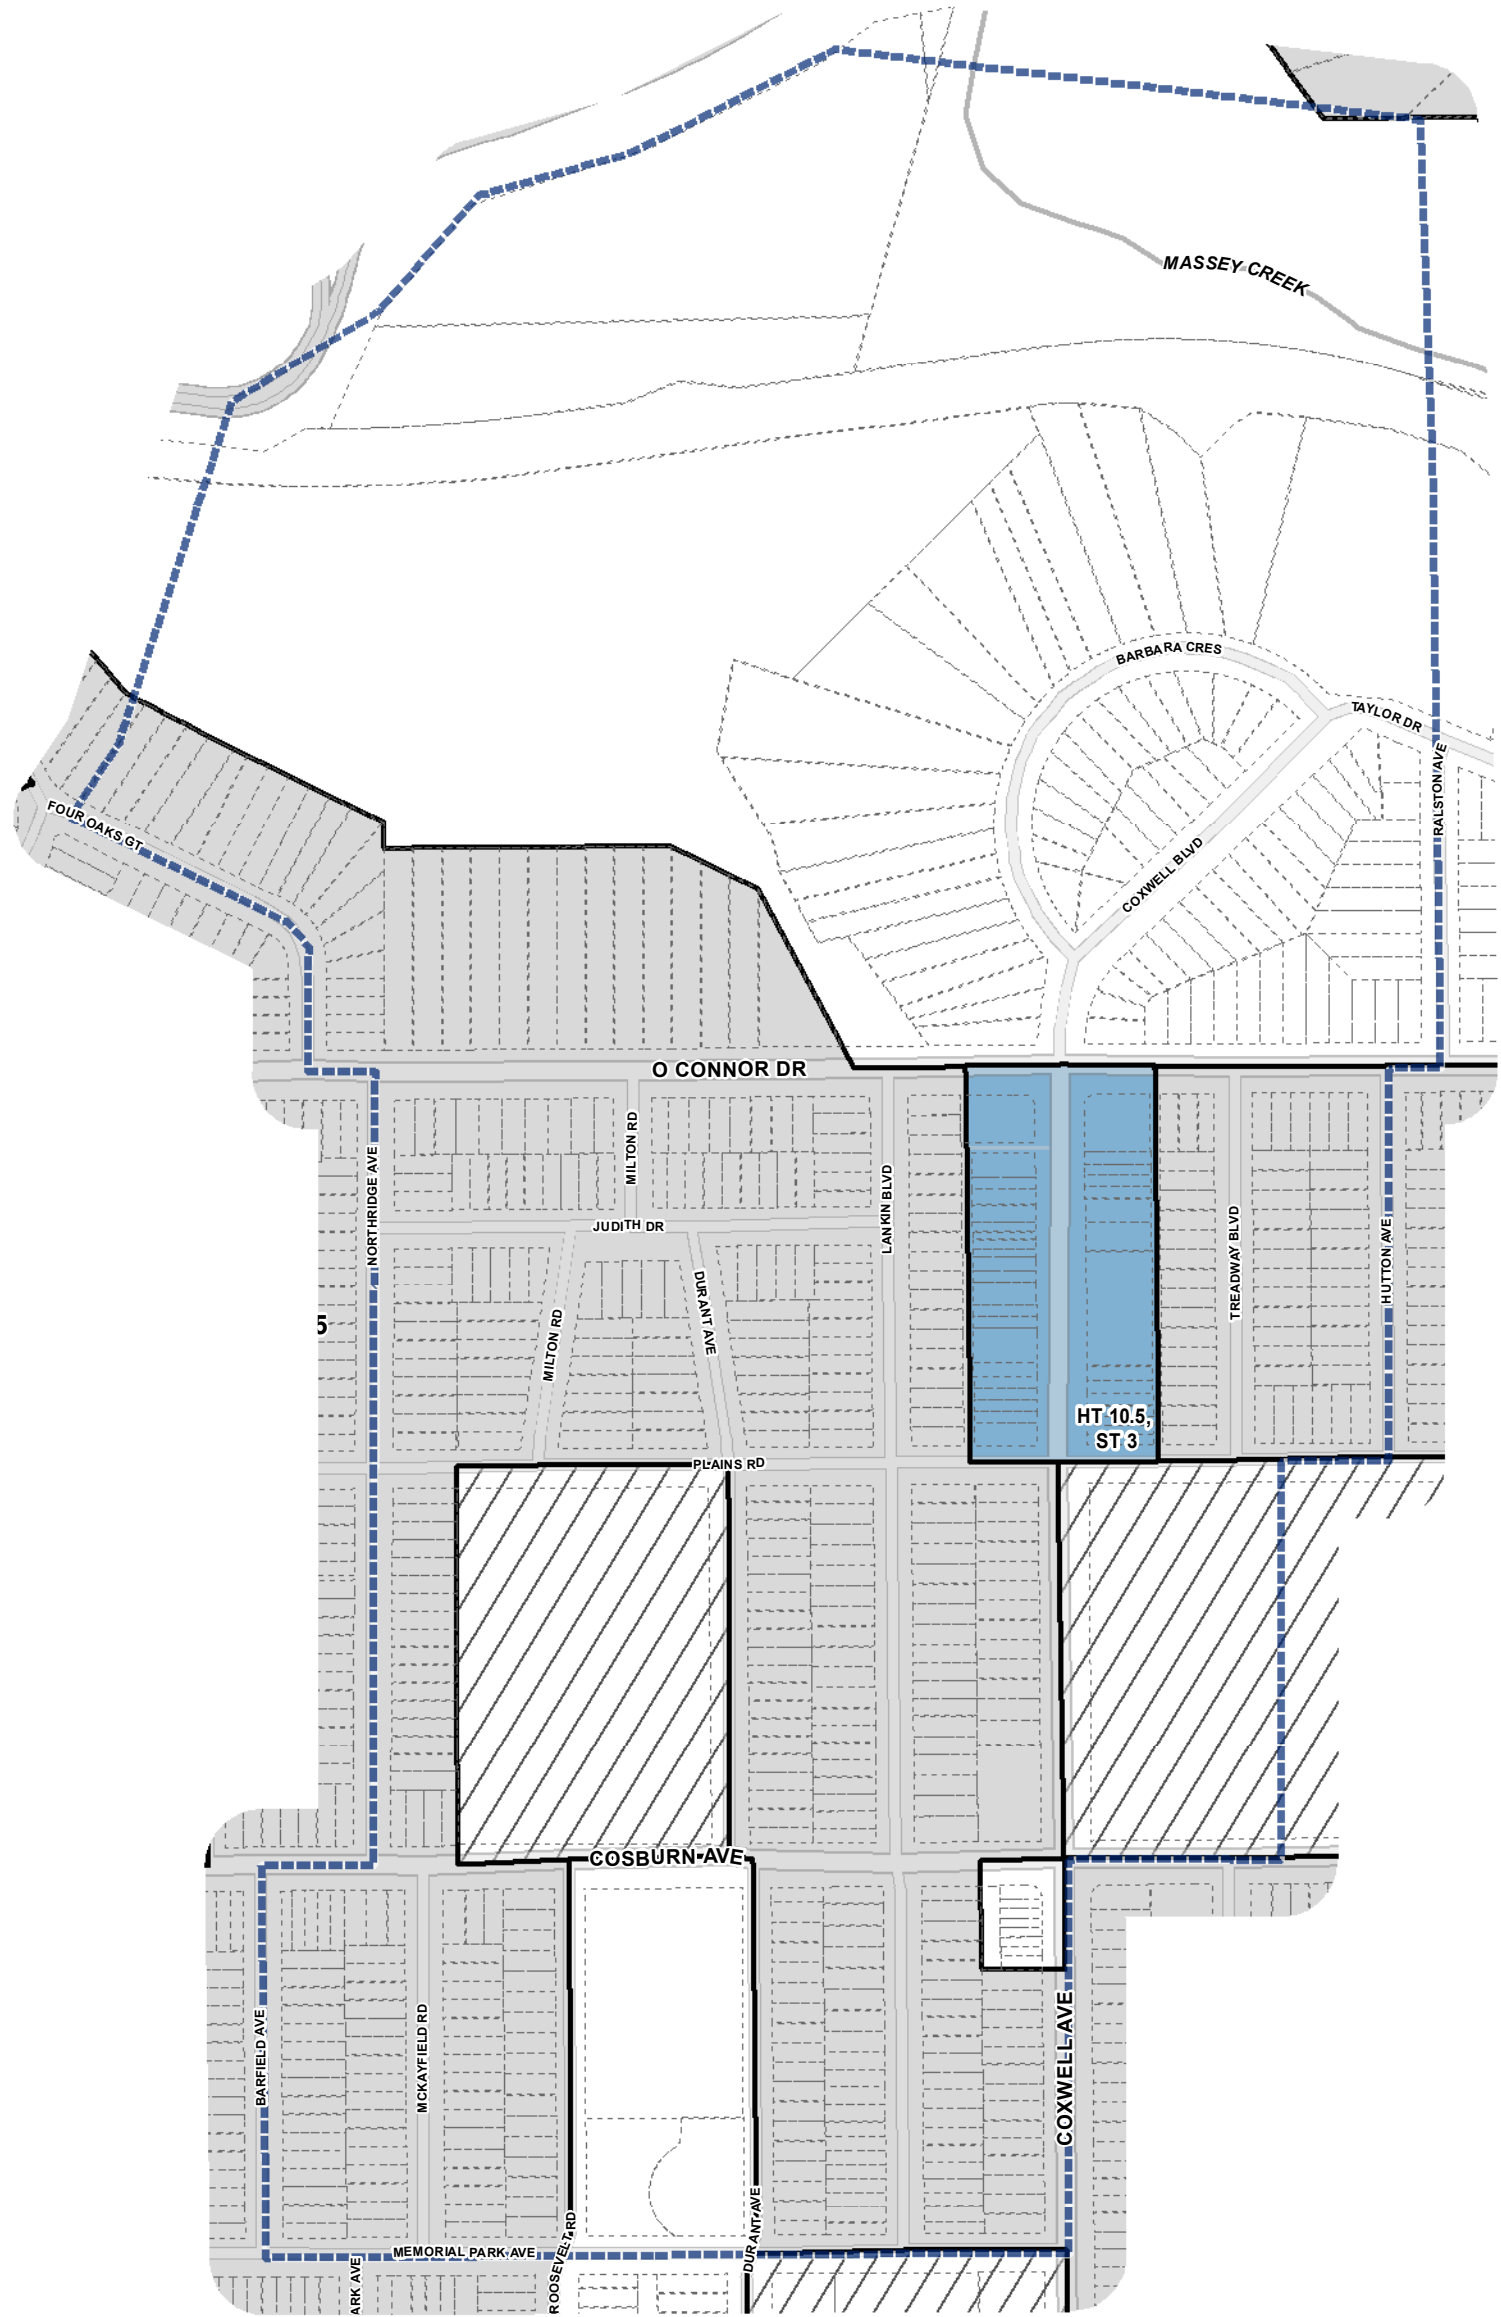 MASSEY CREEK
BARBARA CRES
TAYLOR DR
RALSTON AVE
FOUR OAKS GT
COXWELL BLVD
O CONNOR DR
MILTON RD
NORTHRIDGE AVE
LANKIN BLVD
JUDITH DR
TREADWAY BLVD
HUTTON AVE
DURANT AVE
MILTON RD
5
HT 10.5,
ST 3
PLAINS RD
COSBURN AVE
BARFIELD AVE
MCKAYFIELD RD
COXWELL AVE
DURANT AVE
MEMORIAL PARK AVE
ROOSEVELT RD
ARK AVE